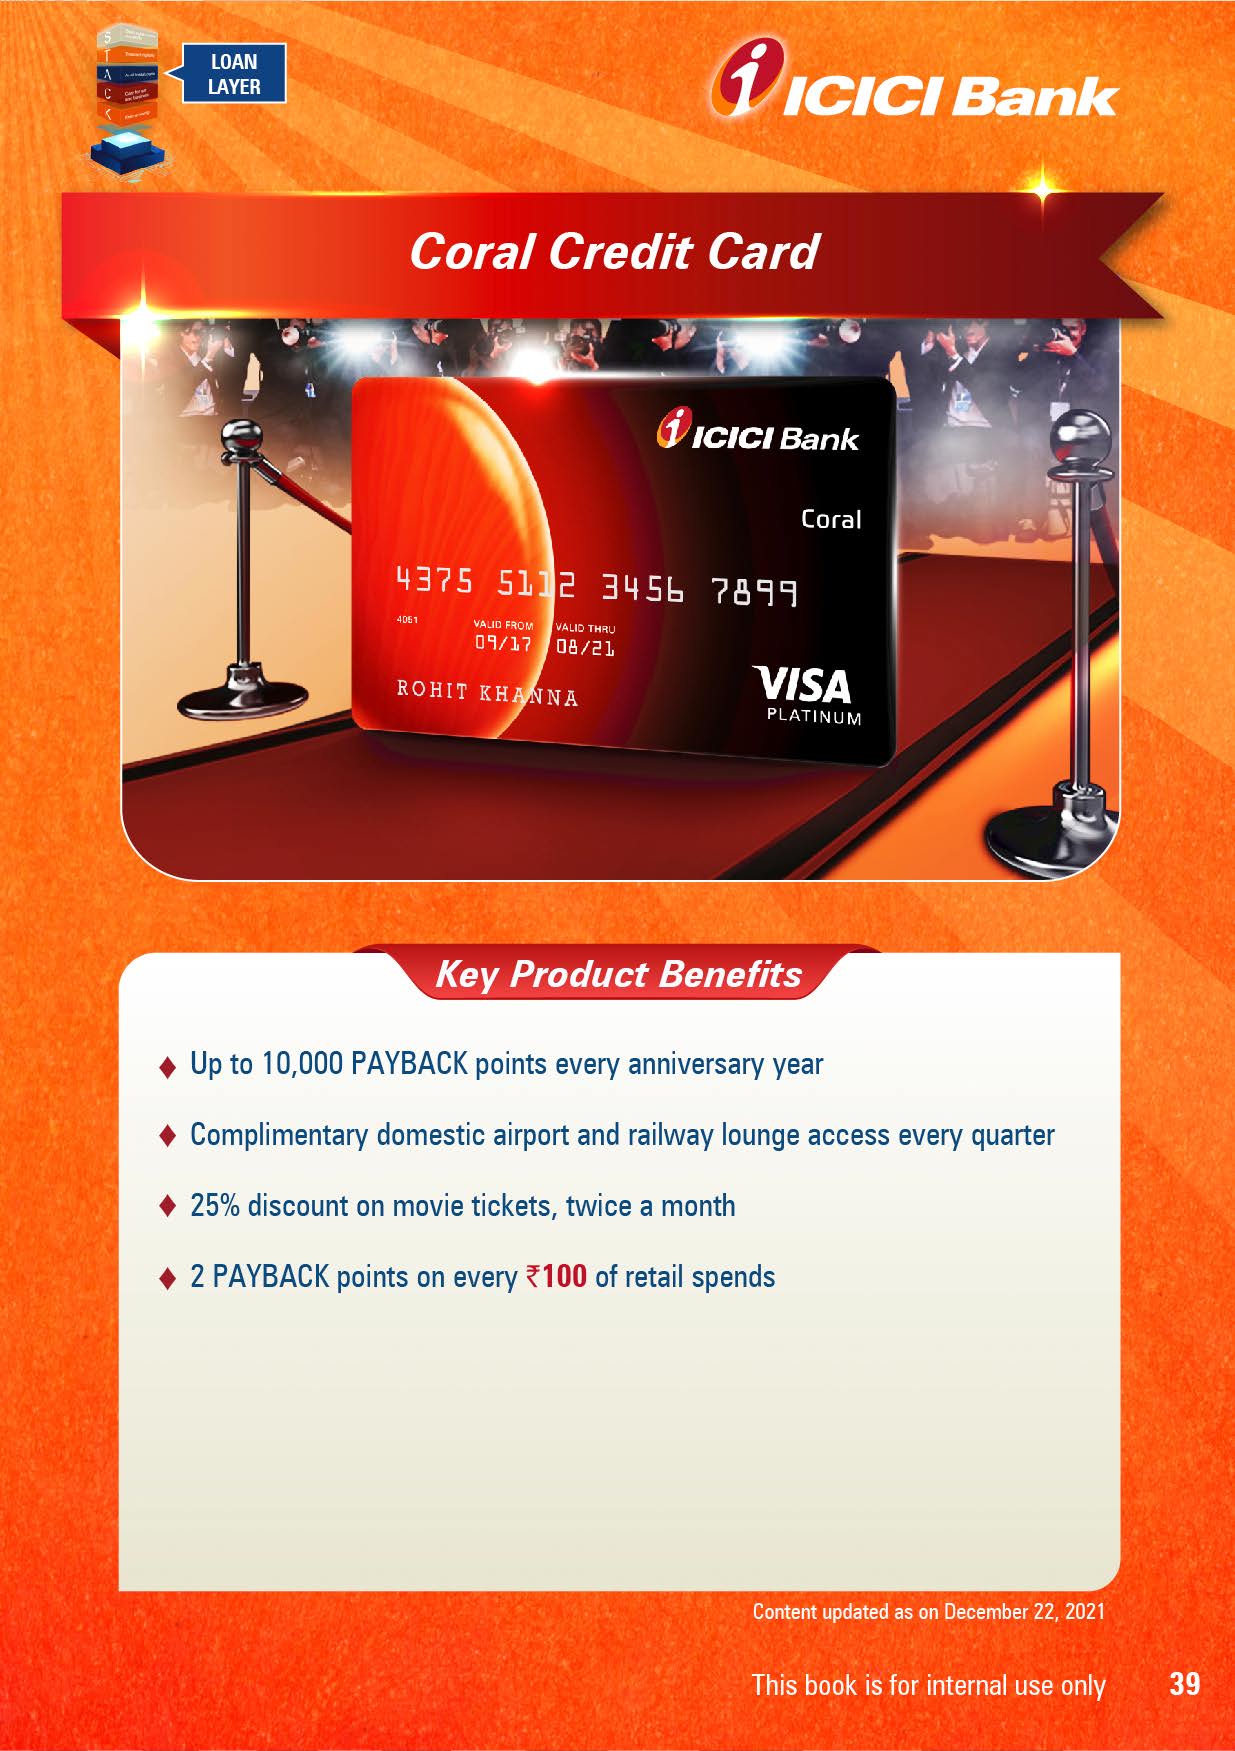 S
T
A
C
K
LOAN
LAYER
ICICI Bank
Coral Credit Card
ICICI Bank
Coral
4375 5112 3456 7899
4051
VALID FROM VALID THRU
09/17 08/21
ROHIT KHANNA
VISA
PLATINUM
Key Product Benefits
♦ Up to 10,000 PAYBACK points every anniversary year
♦ Complimentary domestic airport and railway lounge access every quarter
♦ 25% discount on movie tickets, twice a month
♦ 2 PAYBACK points on every ₹100 of retail spends
Content updated as on December 22, 2021
This book is for internal use only 39